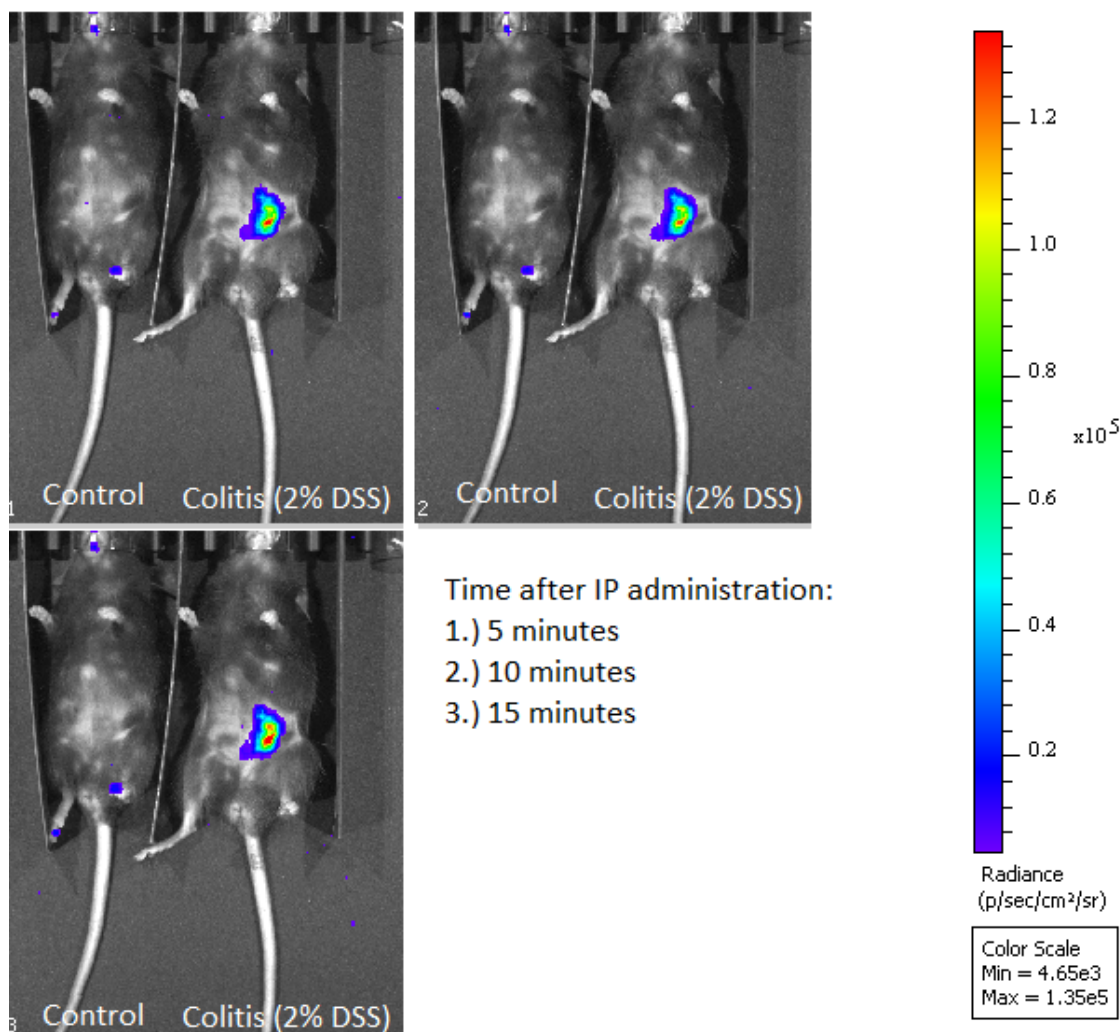 1
Control
Colitis (2% DSS)
2
Control
Colitis (2% DSS)
3
Control
Colitis (2% DSS)
Time after IP administration:
1.) 5 minutes
2.) 10 minutes
3.) 15 minutes
1.2
1.0
0.8
x10⁵
0.6
0.4
0.2
Radiance
(p/sec/cm²/sr)
Color Scale
Min = 4.65e3
Max = 1.35e5